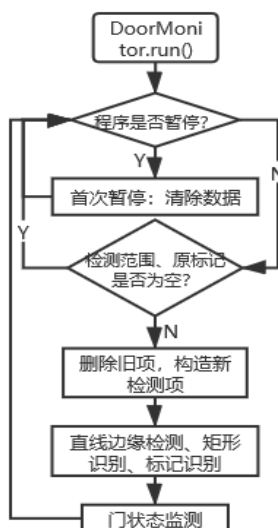 DoorMoni
tor.run()
程序是否暂停?
Y
N
首次暂停：清除数据
Y
检测范围、原标记
是否为空?
N
删除旧项，构造新
检测项
直线边缘检测、矩形
识别、标记识别
门状态监测